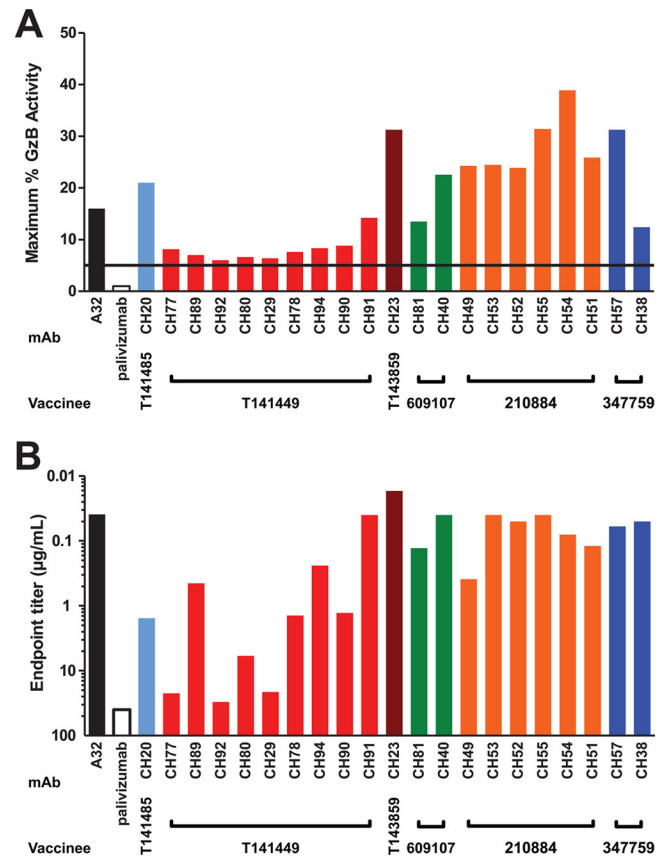 A
Maximum % GzB Activity
50
40
30
20
10
0
mAb
A32
palivizumab
CH20
CH77
CH89
CH92
CH80
CH29
CH78
CH94
CH90
CH91
CH23
CH81
CH40
CH49
CH53
CH52
CH55
CH54
CH51
CH57
CH38
Vaccinee
T141485
T141449
T143859
609107
210884
347759
B
Endpoint titer (µg/mL)
0.01
0.1
1
10
100
mAb
A32
palivizumab
CH20
CH77
CH89
CH92
CH80
CH29
CH78
CH94
CH90
CH91
CH23
CH81
CH40
CH49
CH53
CH52
CH55
CH54
CH51
CH57
CH38
Vaccinee
T141485
T141449
T143859
609107
210884
347759